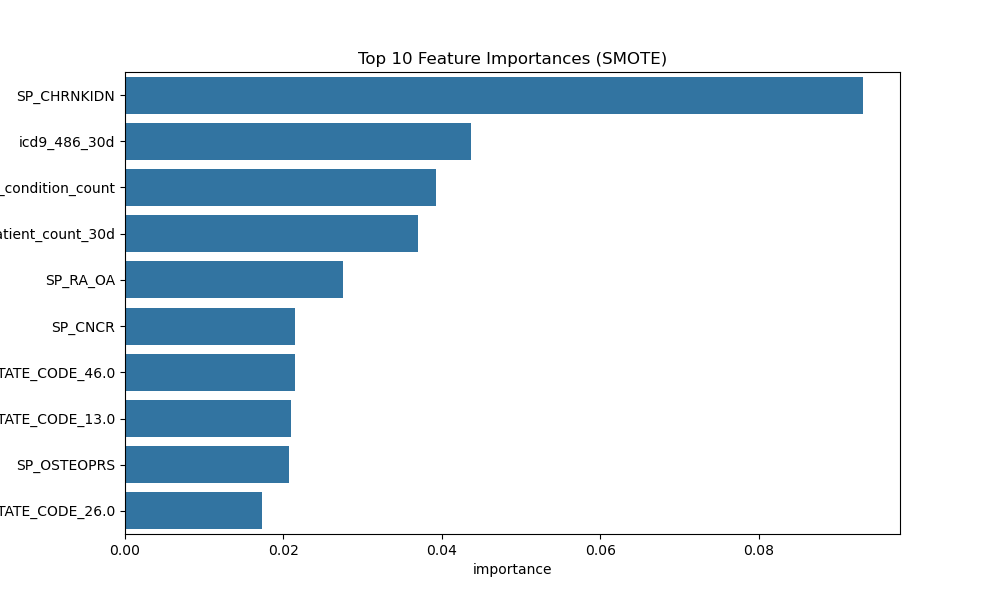 Top 10 Feature Importances (SMOTE)
SP_CHRNKIDN
icd9_486_30d
_condition_count
atient_count_30d
SP_RA_OA
SP_CNCR
TATE_CODE_46.0
TATE_CODE_13.0
SP_OSTEOPRS
TATE_CODE_26.0
0.00 0.02 0.04 0.06 0.08
importance